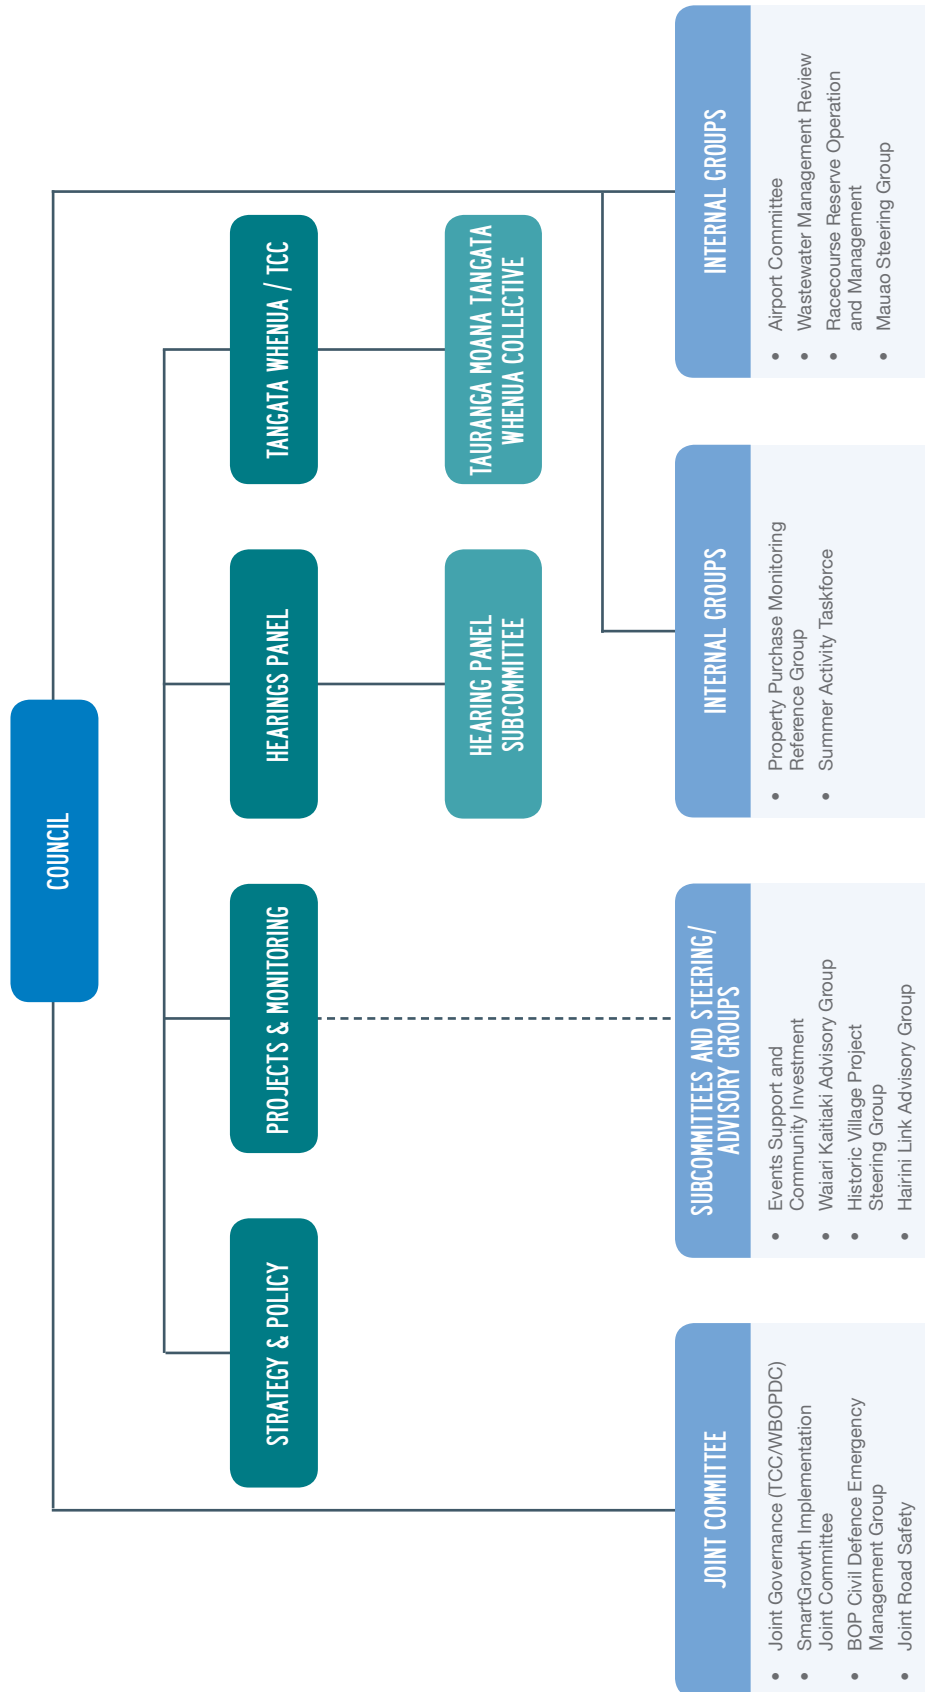 COUNCIL
STRATEGY & POLICY
PROJECTS & MONITORING
HEARINGS PANEL
TANGATA WHENUA / TCC
HEARING PANEL
SUBCOMMITTEE
TAURANGA MOANA TANGATA
WHENUA COLLECTIVE
JOINT COMMITTEE
• Joint Governance (TCC/WBOPDC)
• SmartGrowth Implementation
Joint Committee
• BOP Civil Defence Emergency
Management Group
• Joint Road Safety
SUBCOMMITTEES AND STEERING/
ADVISORY GROUPS
• Events Support and
Community Investment
• Waiari Kaitiaki Advisory Group
• Historic Village Project
Steering Group
• Hairini Link Advisory Group
INTERNAL GROUPS
• Property Purchase Monitoring
Reference Group
• Summer Activity Taskforce
INTERNAL GROUPS
• Airport Committee
• Wastewater Management Review
• Racecourse Reserve Operation
and Management
• Mauao Steering Group